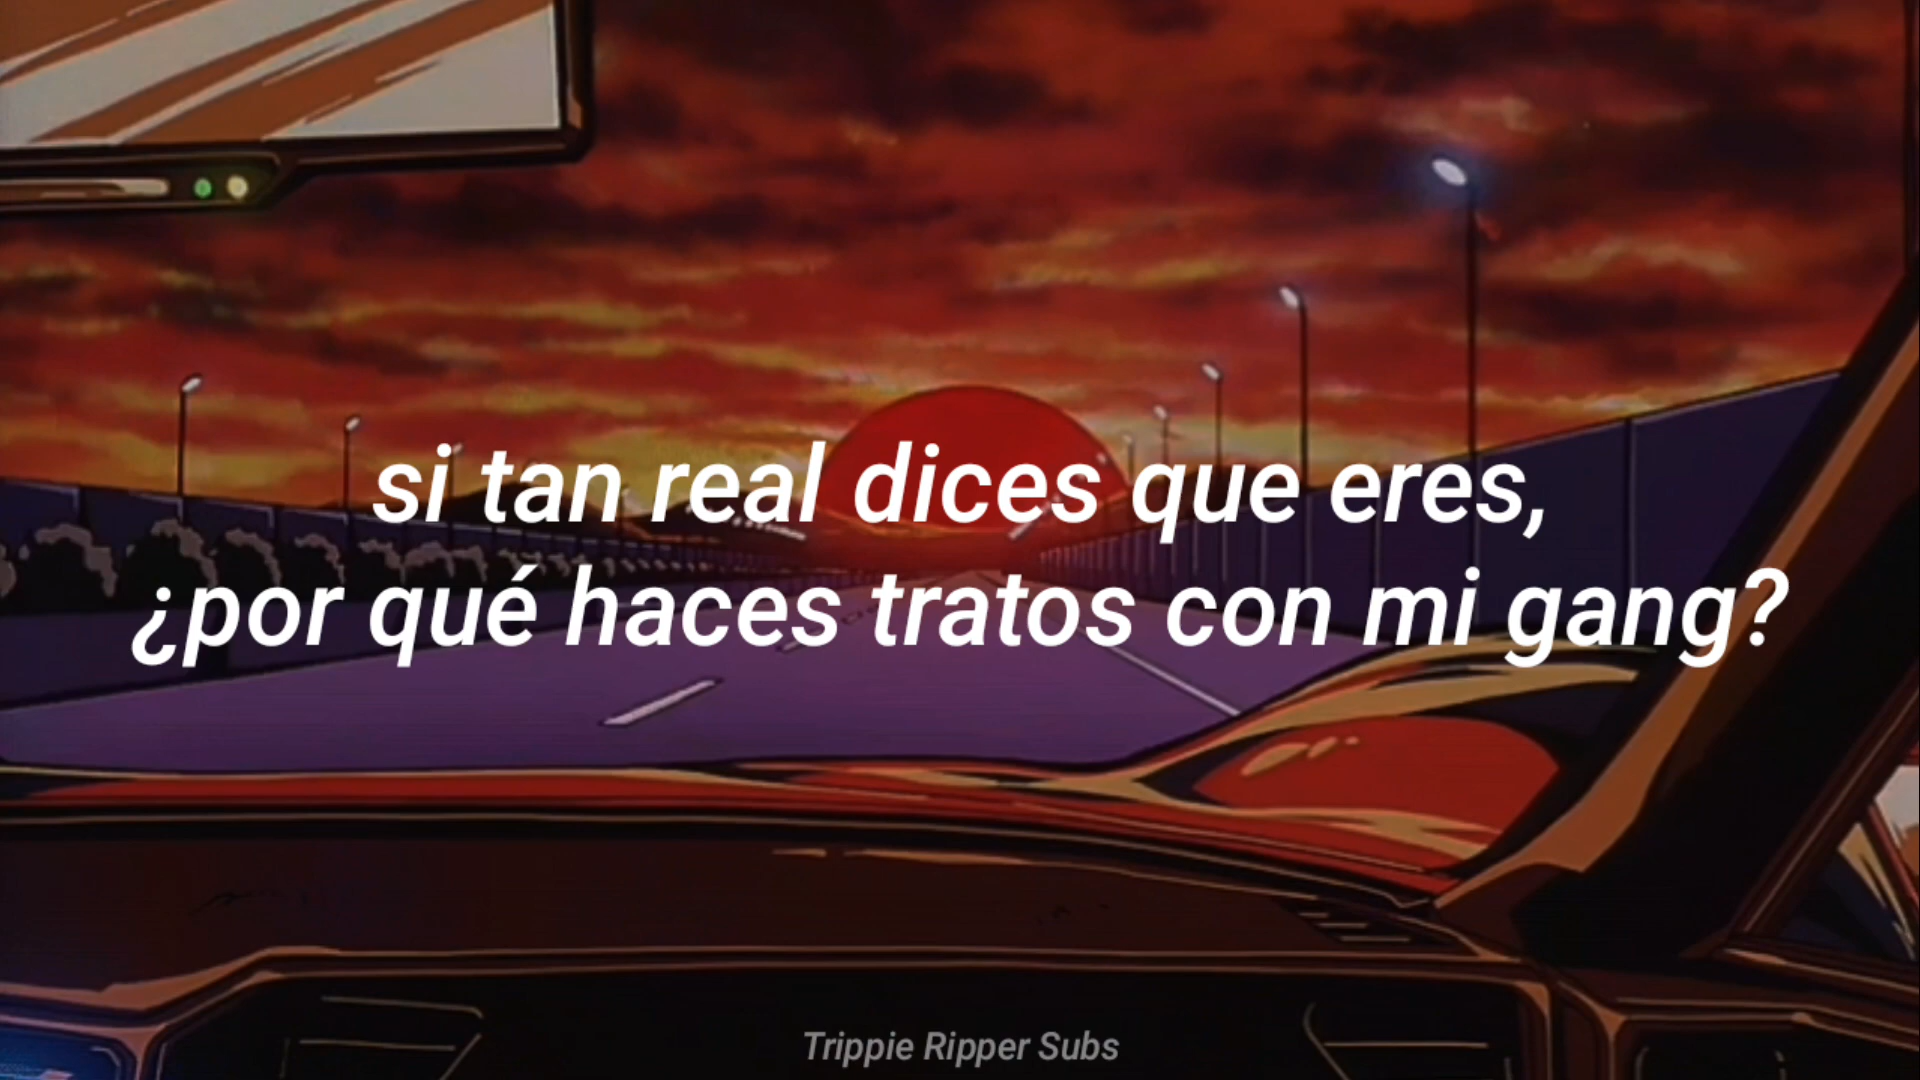 si tan real dices que eres,
¿por qué haces tratos con mi gang?
Trippie Ripper Subs